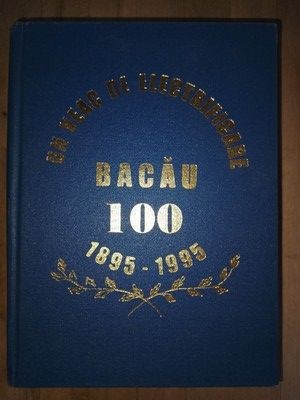 UN VEAC DE ELECTRIFICARE
BACĂU
100
1895-1995